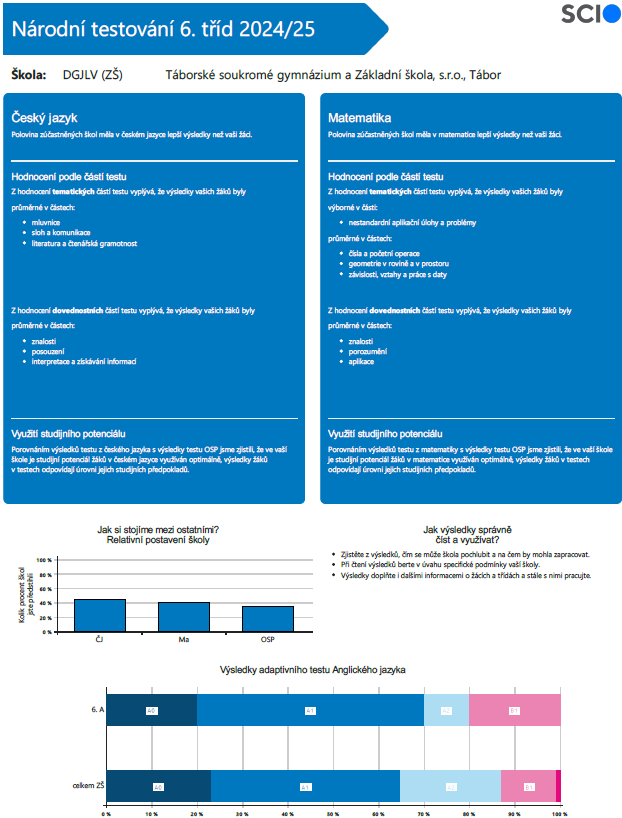 SCIO
Národní testování 6. tříd 2024/25
Škola: DGJLV (ZŠ) Táborské soukromé gymnázium a Základní škola, s.r.o., Tábor
Český jazyk
Polovina zúčastněných škol měla v českém jazyce lepší výsledky než vaši žáci.
Hodnocení podle částí testu
Z hodnocení tematických částí testu vyplývá, že výsledky vašich žáků byly
průměrné v částech:
• mluvnice
• sloh a komunikace
• literatura a čtenářská gramotnost
Z hodnocení dovednostních částí testu vyplývá, že výsledky vašich žáků byly
průměrné v částech:
• znalosti
• posouzení
• interpretace a získávání informací
Využití studijního potenciálu
Porovnáním výsledků testu z českého jazyka s výsledky testu OSP jsme zjistili, že ve vaší
škole je studijní potenciál žáků v českém jazyce využíván optimálně, výsledky žáků
v testech odpovídají úrovni jejich studijních předpokladů.
Matematika
Polovina zúčastněných škol měla v matematice lepší výsledky než vaši žáci.
Hodnocení podle částí testu
Z hodnocení tematických částí testu vyplývá, že výsledky vašich žáků byly
výborné v části:
• nestandardní aplikační úlohy a problémy
průměrné v částech:
• čísla a početní operace
• geometrie v rovině a v prostoru
• závislosti, vztahy a práce s daty
Z hodnocení dovednostních částí testu vyplývá, že výsledky vašich žáků byly
průměrné v částech:
• znalosti
• porozumění
• aplikace
Využití studijního potenciálu
Porovnáním výsledků testu z matematiky s výsledky testu OSP jsme zjistili, že ve vaší škole
je studijní potenciál žáků v matematice využíván optimálně, výsledky žáků v testech
odpovídají úrovni jejich studijních předpokladů.
Jak si stojíme mezi ostatními?
Relativní postavení školy
Kolik procent škol
jste předstihli
100 %
80 %
60 %
40 %
20 %
0 %
ČJ Ma OSP
Jak výsledky správně
číst a využívat?
• Zjistěte z výsledků, čím se může škola pochlubit a na čem by mohla zapracovat.
• Při čtení výsledků berte v úvahu specifické podmínky vaší školy.
• Výsledky doplňte i dalšími informacemi o žácích a třídách a stále s nimi pracujte.
Výsledky adaptivního testu Anglického jazyka
6. A A0 A1 A2 B1
celkem ZŠ A0 A1 A2 B1
0 % 10 % 20 % 30 % 40 % 50 % 60 % 70 % 80 % 90 % 100 %